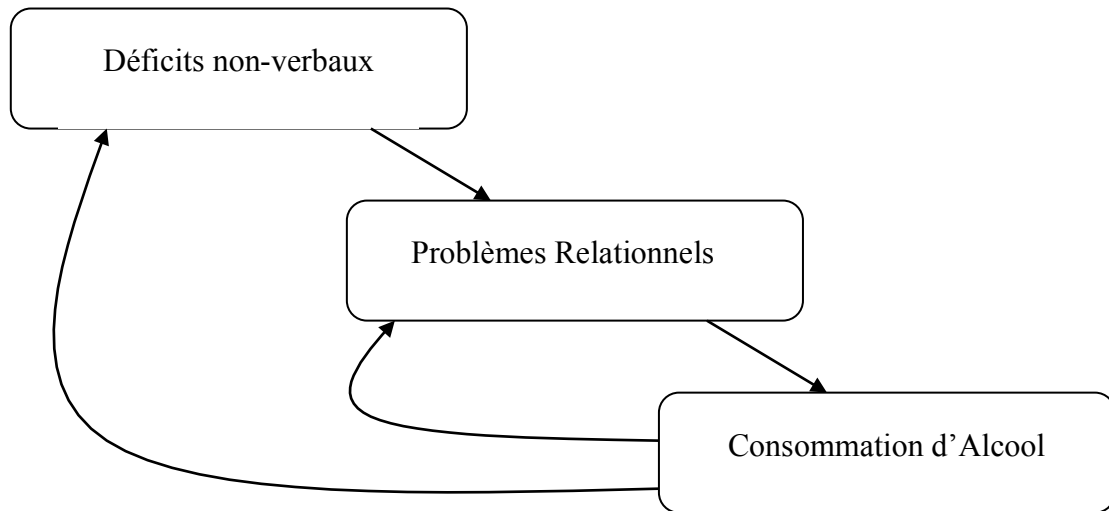 Déficits non-verbaux
Problèmes Relationnels
Consommation d’Alcool